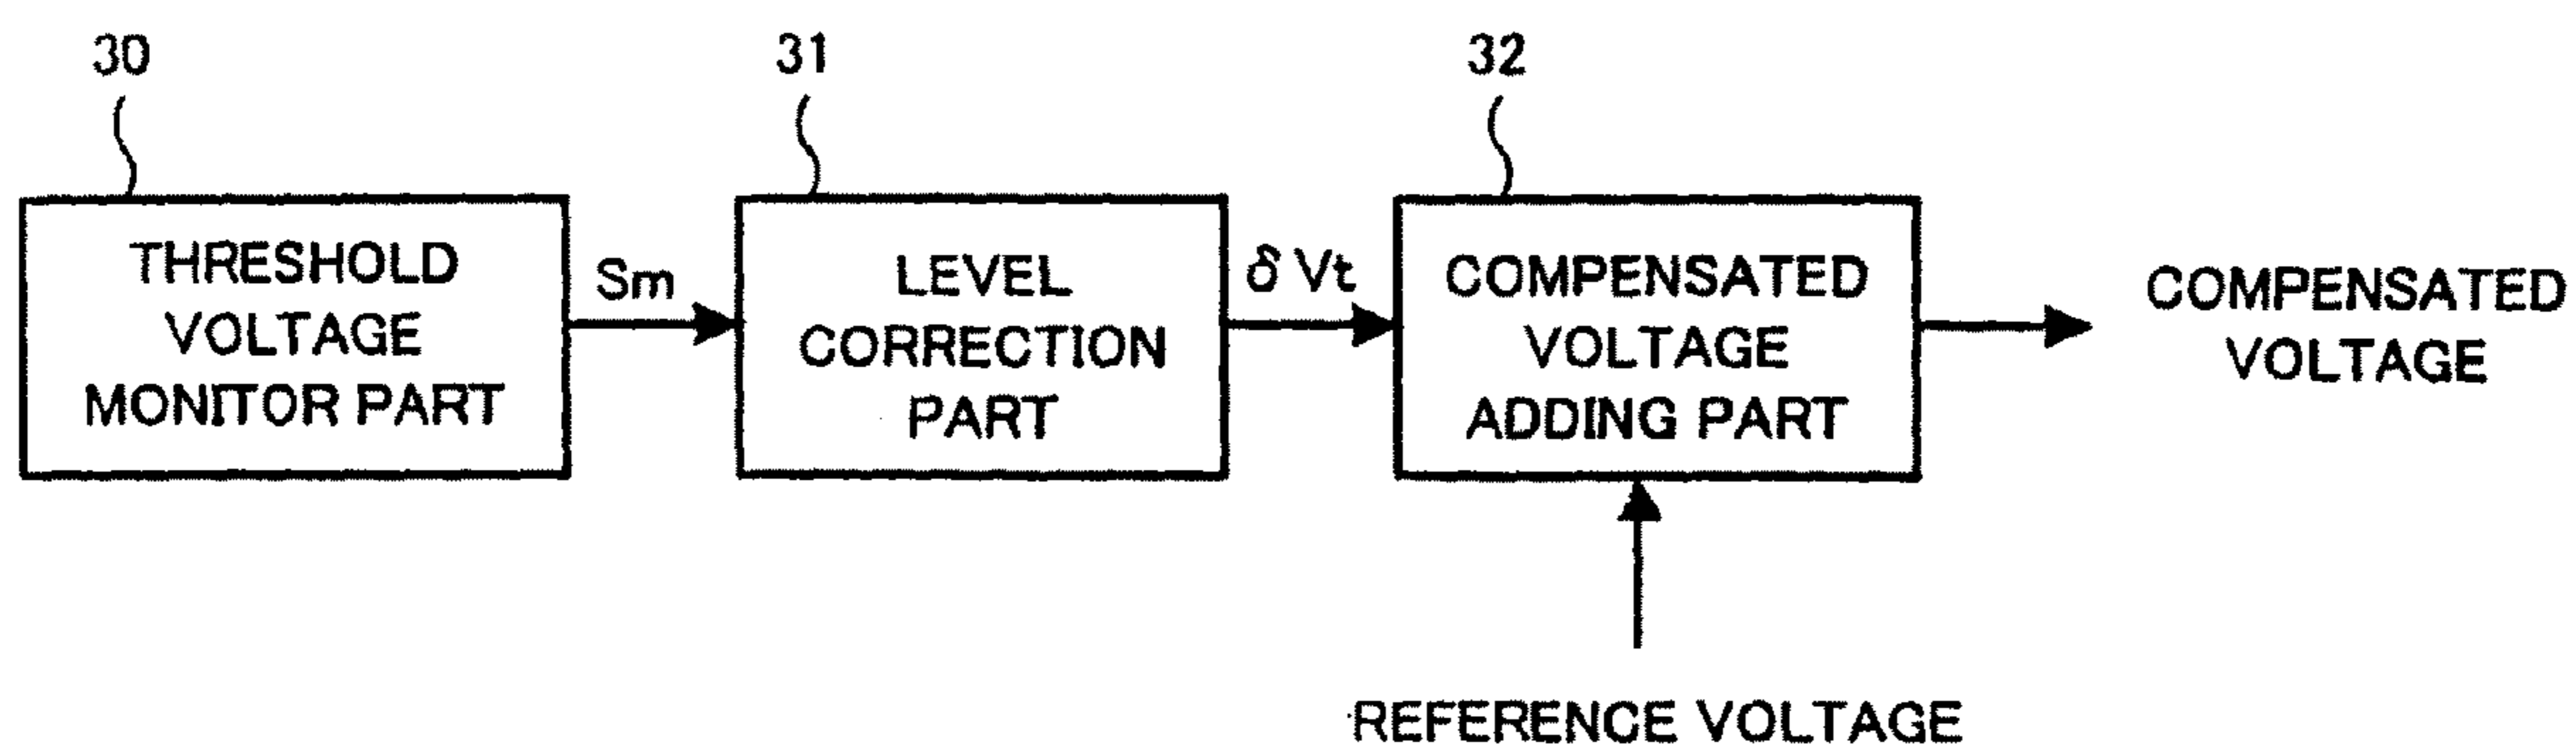 30
31
32
THRESHOLD
VOLTAGE
MONITOR PART
Sm
LEVEL
CORRECTION
PART
δ Vt
COMPENSATED
VOLTAGE
ADDING PART
COMPENSATED
VOLTAGE
REFERENCE VOLTAGE